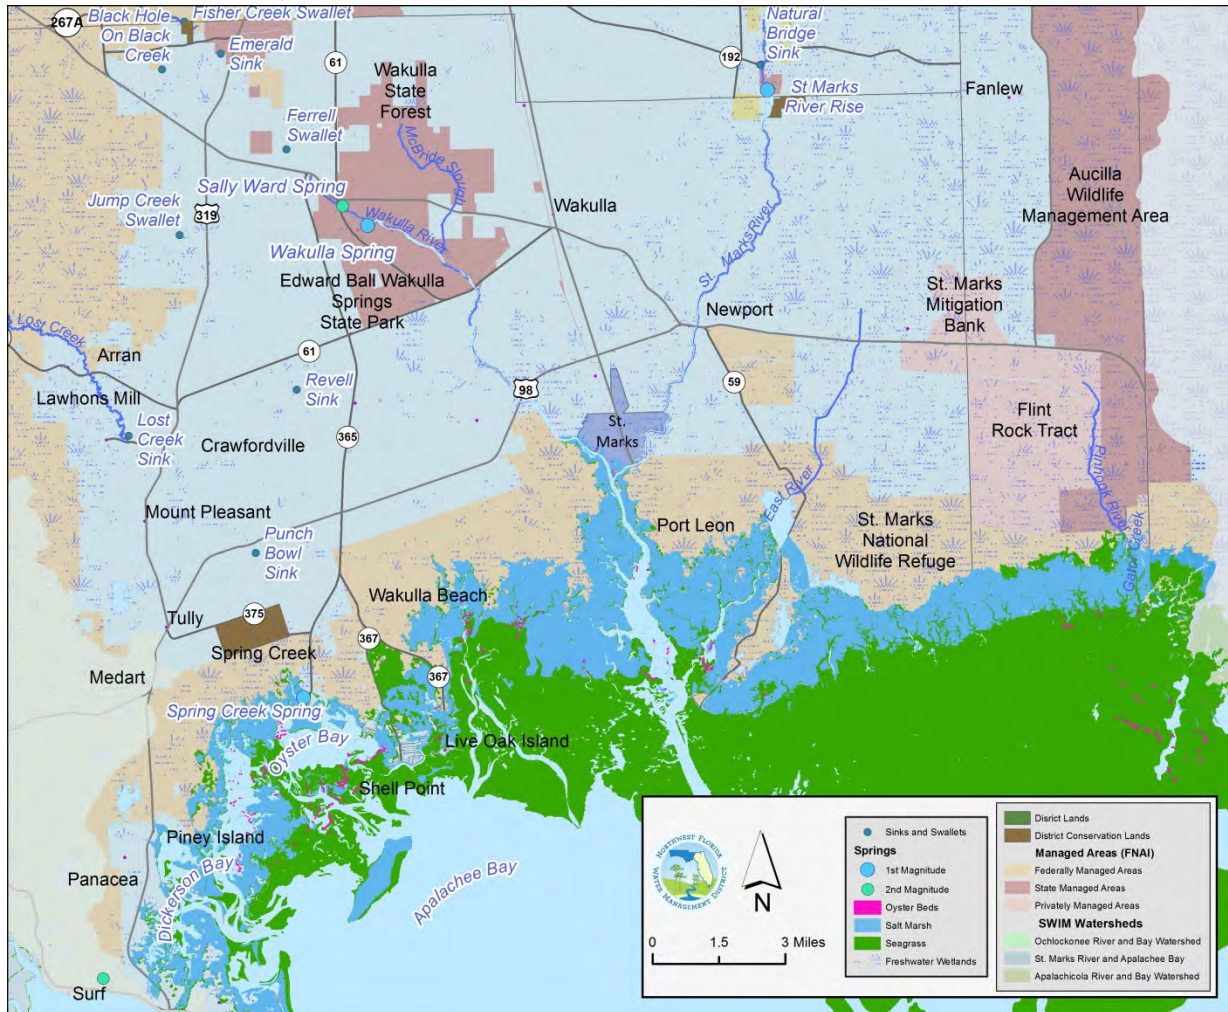 267A
Black Hole
On Black
Creek
Fisher Creek Swallet
Emerald
Sink
61
Wakulla
State
Forest
McBride Slough
Ferrell
Swallet
Sally Ward Spring
Jump Creek
Swallet
319
Wakulla River
Wakulla Spring
Wakulla
Edward Ball Wakulla
Springs
State Park
Natural
Bridge
Sink
192
St Marks
River Rise
Fanlew
Aucilla
Wildlife
Management Area
St. Marks River
Newport
St. Marks
Mitigation
Bank
Lost Creek
Arran
61
Lawhons Mill
Revell
Sink
98
59
Lost
Creek
Sink
Crawfordville
365
St.
Marks
Flint
Rock Tract
Pinhook River
East River
Mount Pleasant
Punch
Bowl
Sink
Port Leon
St. Marks
National
Wildlife Refuge
Gator Creek
Wakulla Beach
Tully
375
Spring Creek
367
367
Medart
Spring Creek Spring
Oyster Bay
Live Oak Island
Shell Point
Piney Island
Panacea
Dickerson Bay
Apalachee Bay
Surf
NORTHWEST FLORIDA
WATER MANAGEMENT DISTRICT
N
0 1.5 3 Miles
Sinks and Swallets
Springs
1st Magnitude
2nd Magnitude
Oyster Beds
Salt Marsh
Seagrass
Freshwater Wetlands
Disrict Lands
District Conservation Lands
Managed Areas (FNAI)
Federally Managed Areas
State Managed Areas
Privately Managed Areas
SWIM Watersheds
Ochlockonee River and Bay Watershed
St. Marks River and Apalachee Bay
Apalachicola River and Bay Watershed